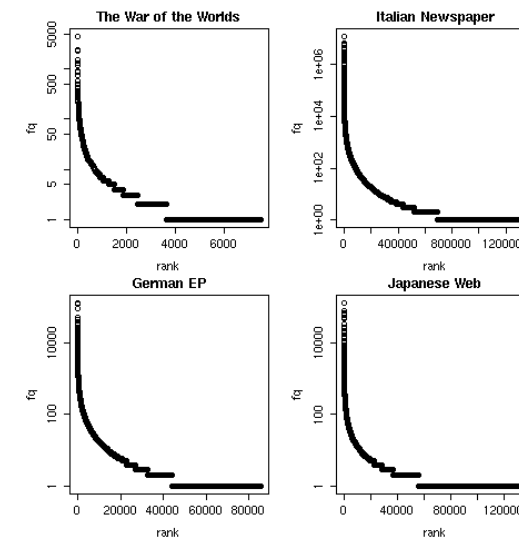 The War of the Worlds
fq
5000
500
50
5
1
0 2000 4000 6000
rank
Italian Newspaper
fq
1e+06
1e+04
1e+02
1e+00
0 400000 800000
rank
German EP
fq
10000
100
1
0 20000 40000 60000 80000
rank
Japanese Web
fq
10000
100
1
0 40000 80000
rank